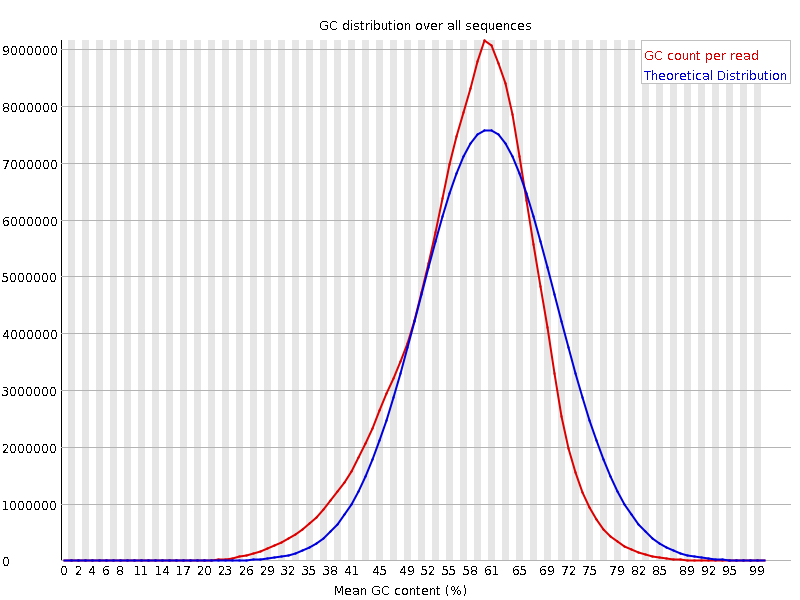 GC distribution over all sequences
GC count per read
Theoretical Distribution
9000000
8000000
7000000
6000000
5000000
4000000
3000000
2000000
1000000
0
0 2 4 6 8 11 14 17 20 23 26 29 32 35 38 41 45 49 52 55 58 61 65 69 72 75 79 82 85 89 92 95 99
Mean GC content (%)